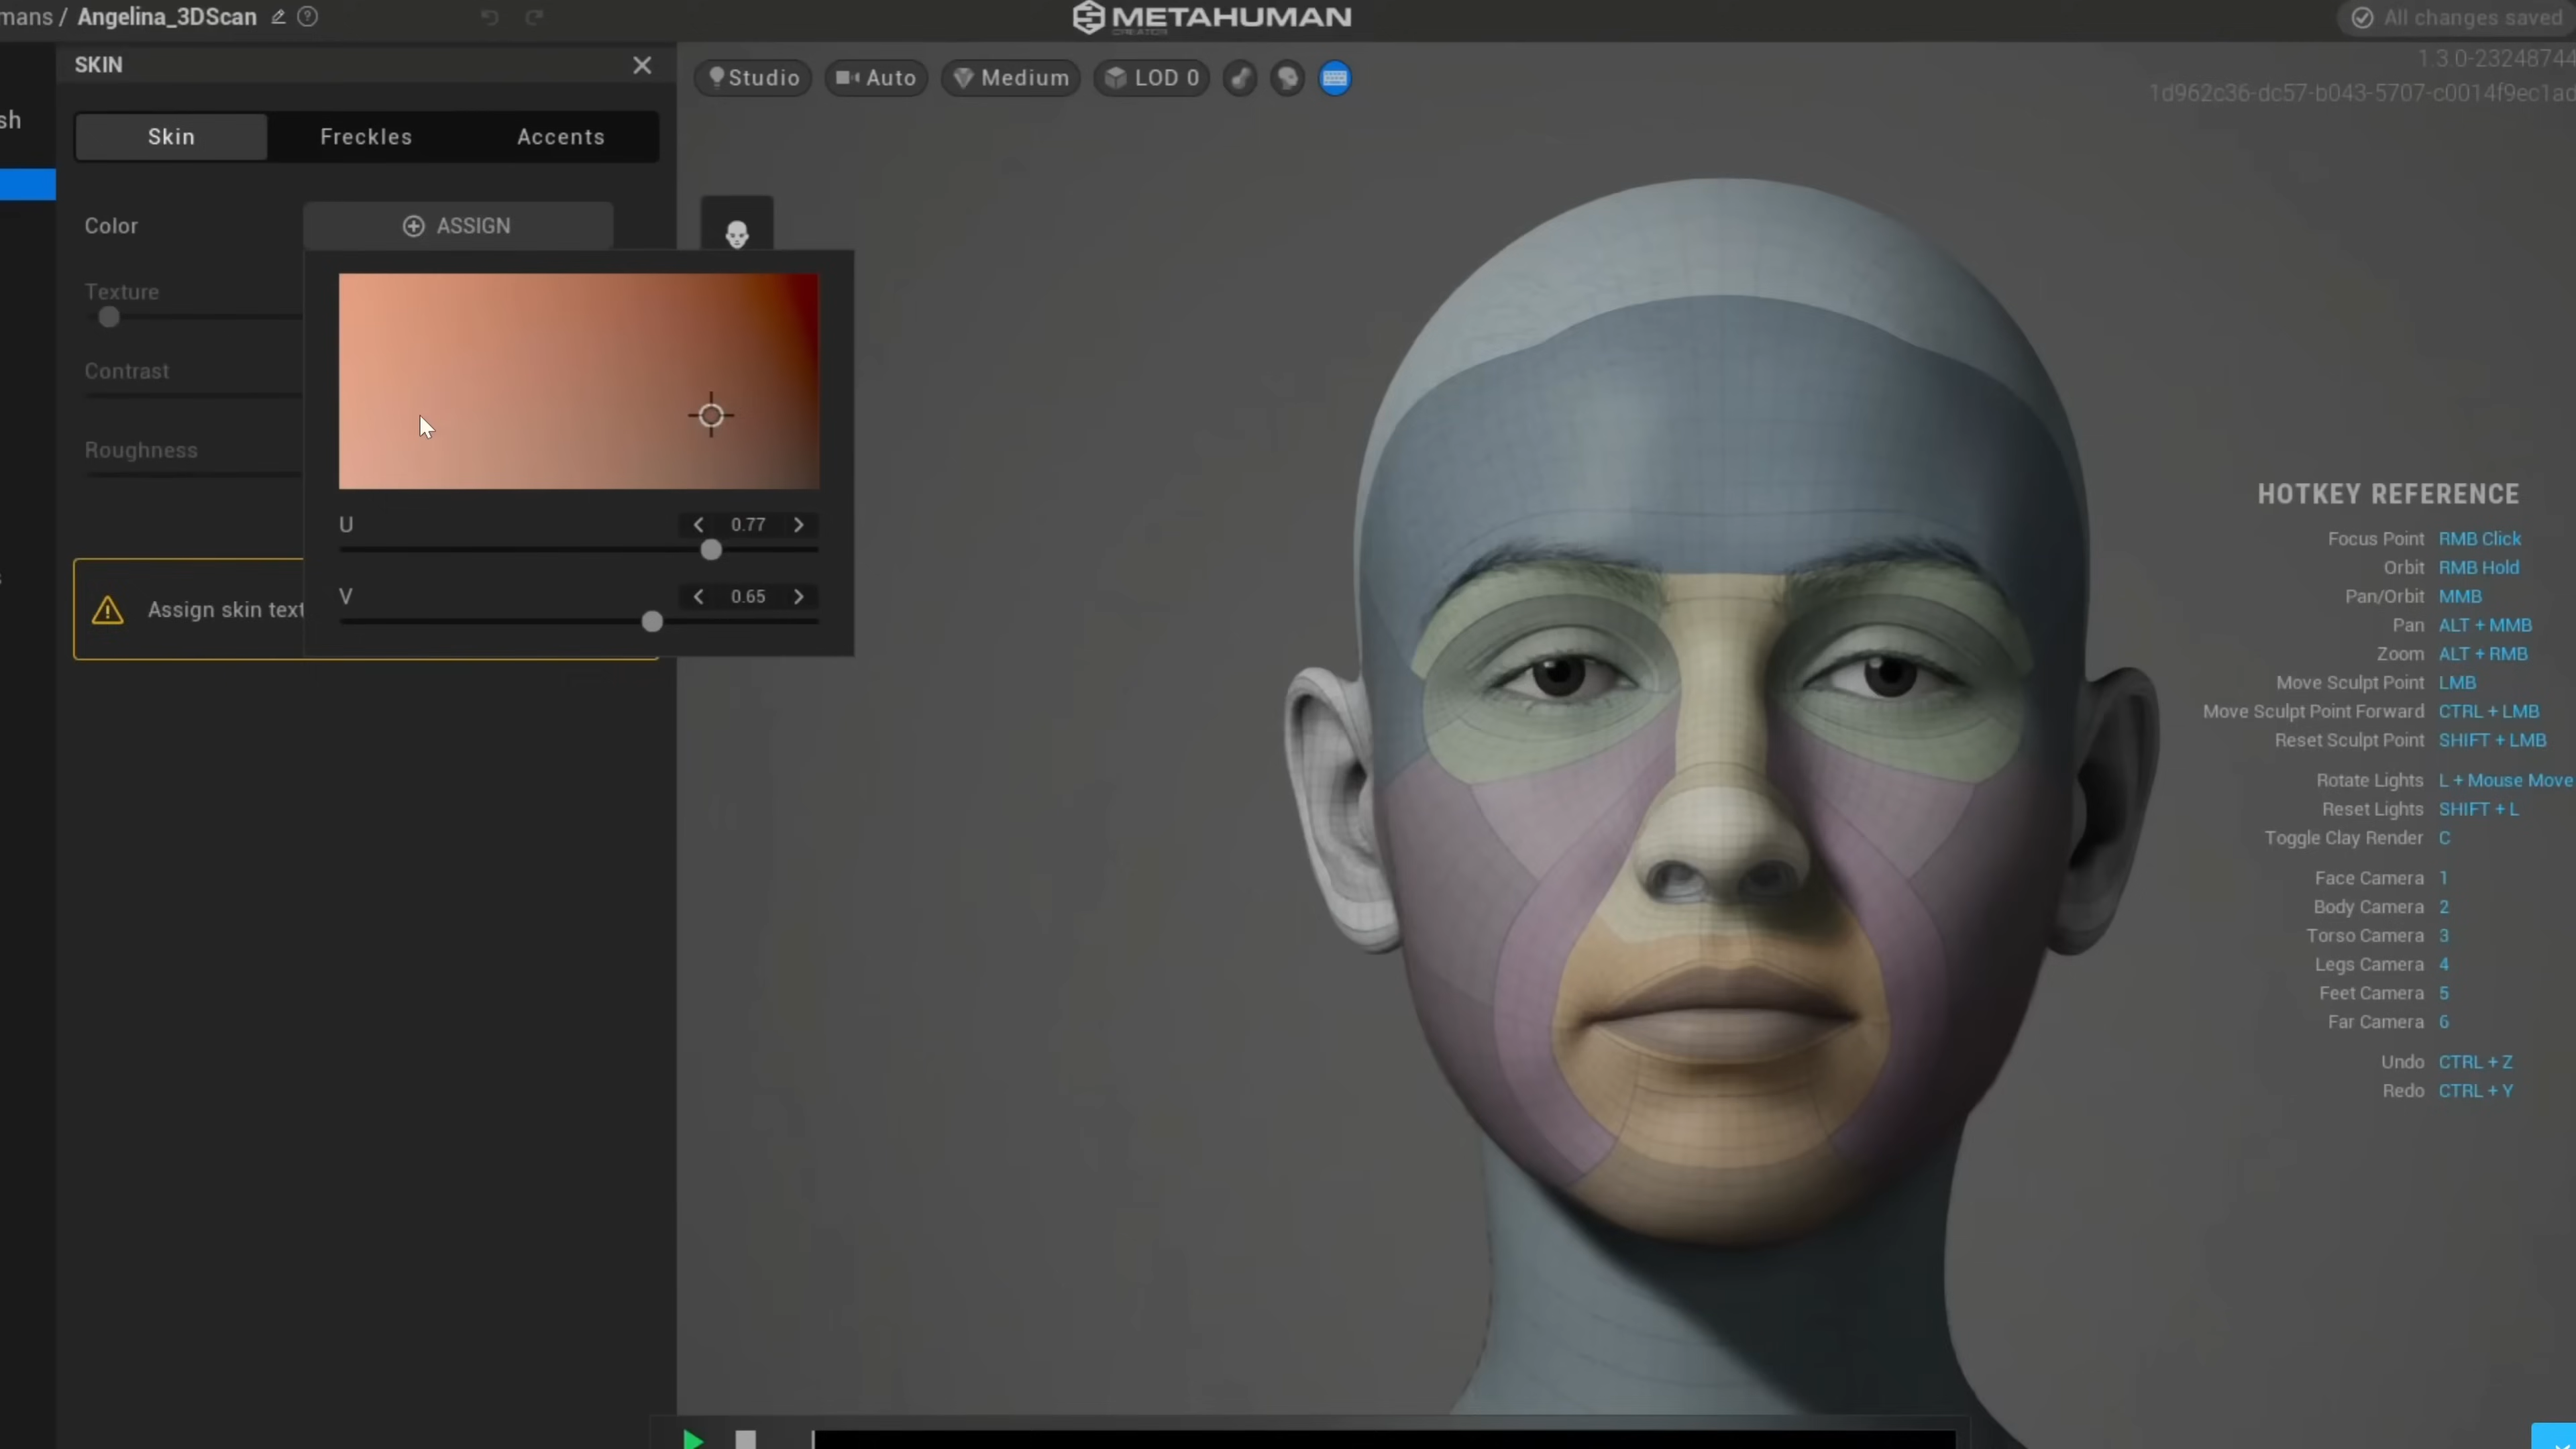 mans / Angelina_3DScan
METAHUMAN
CREATOR
All changes saved
1.3.0-23248744
1d962c36-dc57-b043-5707-c0014f9ec1ad
SKIN
Studio
Auto
Medium
LOD 0
sh
Skin
Freckles
Accents
Color
ASSIGN
Texture
Contrast
Roughness
U
0.77
V
0.65
Assign skin text
HOTKEY REFERENCE
Focus Point RMB Click
Orbit RMB Hold
Pan/Orbit MMB
Pan ALT + MMB
Zoom ALT + RMB
Move Sculpt Point LMB
Move Sculpt Point Forward CTRL + LMB
Reset Sculpt Point SHIFT + LMB
Rotate Lights L + Mouse Move
Reset Lights SHIFT + L
Toggle Clay Render C
Face Camera 1
Body Camera 2
Torso Camera 3
Legs Camera 4
Feet Camera 5
Far Camera 6
Undo CTRL + Z
Redo CTRL + Y